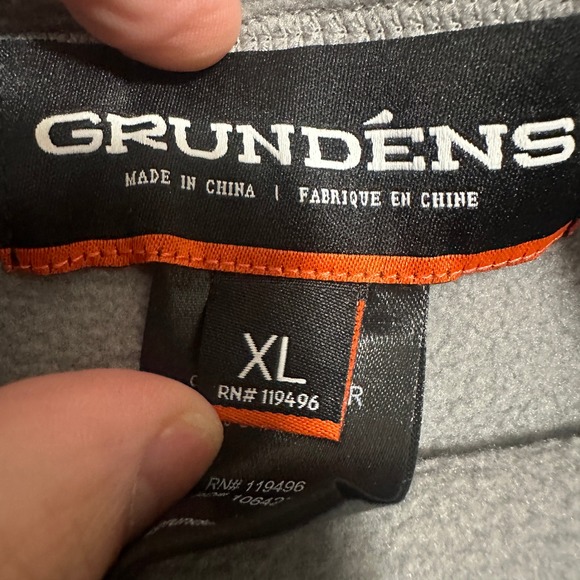 GRUNDÉNS
MADE IN CHINA | FABRIQUE EN CHINE
XL
RN# 119496
R
RN# 119496